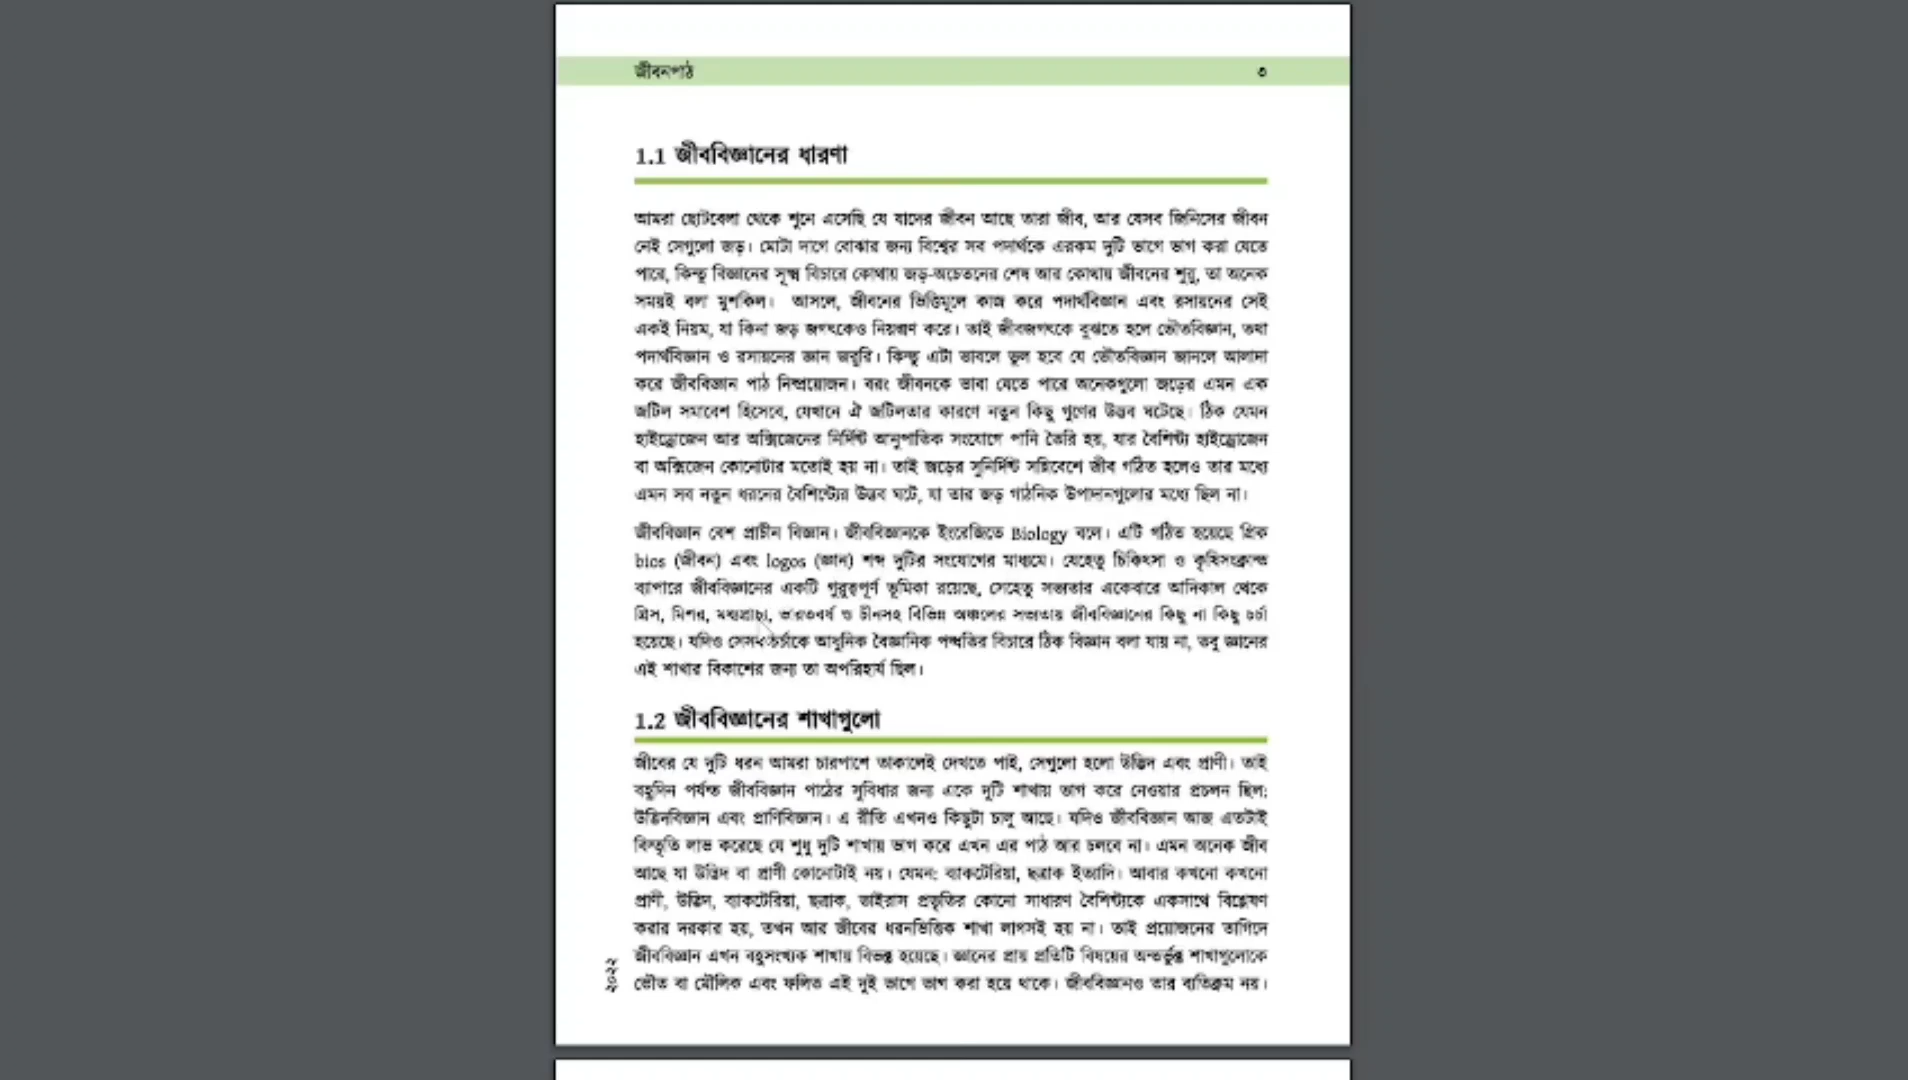 জীবনপাঠ ৩
1.1 জীববিজ্ঞানের ধারণা
আমরা ছোটবেলা থেকে শুনে এসেছি যে যাদের জীবন আছে তারা জীব, আর যেসব জিনিসের জীবন
নেই সেগুলো জড়। মোটা দাগে বোঝার জন্য বিশ্বের সব পদার্থকে এরকম দুটি ভাগে ভাগ করা যেতে
পারে, কিন্তু বিজ্ঞানের সূক্ষ্ম বিচারে কোথায় জড়-অচেতনের শেষ আর কোথায় জীবনের শুরু, তা অনেক
সময়ই বলা মুশকিল। আসলে, জীবনের ভিত্তিমূলে কাজ করে পদার্থবিজ্ঞান এবং রসায়নের সেই
একই নিয়ম, যা কিনা জড় জগৎকেও নিয়ন্ত্রণ করে। তাই জীবজগৎকে বুঝতে হলে ভৌতবিজ্ঞান, তথা
পদার্থবিজ্ঞান ও রসায়নের জ্ঞান জরুরি। কিন্তু এটা ভাবলে ভুল হবে যে ভৌতবিজ্ঞান জানলে আলাদা
করে জীববিজ্ঞান পাঠ নিষ্প্রয়োজন। বরং জীবনকে ভাবা যেতে পারে অনেকগুলো জড়ের এমন এক
জটিল সমাবেশ হিসেবে, যেখানে ঐ জটিলতার কারণে নতুন কিছু গুণের উদ্ভব ঘটেছে। ঠিক যেমন
হাইড্রোজেন আর অক্সিজেনের নির্দিষ্ট আনুপাতিক সংযোগে পানি তৈরি হয়, যার বৈশিষ্ট্য হাইড্রোজেন
বা অক্সিজেন কোনোটার মতোই হয় না। তাই জড়ের সুনির্দিষ্ট সন্নিবেশে জীব গঠিত হলেও তার মধ্যে
এমন সব নতুন ধরনের বৈশিষ্ট্যের উদ্ভব ঘটে, যা তার জড় গাঠনিক উপাদানগুলোর মধ্যে ছিল না।
জীববিজ্ঞান বেশ প্রাচীন বিজ্ঞান। জীববিজ্ঞানকে ইংরেজিতে Biology বলে। এটি গঠিত হয়েছে গ্রিক
bios (জীবন) এবং logos (জ্ঞান) শব্দ দুটির সংযোগের মাধ্যমে। যেহেতু চিকিৎসা ও কৃষিসংক্রান্ত
ব্যাপারে জীববিজ্ঞানের একটি গুরুত্বপূর্ণ ভূমিকা রয়েছে, সেহেতু সভ্যতার একেবারে আদিকাল থেকে
গ্রিস, মিশর, মধ্যপ্রাচ্য, ভারতবর্ষ ও চীনসহ বিভিন্ন অঞ্চলের সভ্যতায় জীববিজ্ঞানের কিছু না কিছু চর্চা
হয়েছে। যদিও সেসব চর্চাকে আধুনিক বৈজ্ঞানিক পদ্ধতির বিচারে ঠিক বিজ্ঞান বলা যায় না, তবু জ্ঞানের
এই শাখার বিকাশের জন্য তা অপরিহার্য ছিল।
1.2 জীববিজ্ঞানের শাখাগুলো
জীবের যে দুটি ধরন আমরা চারপাশে তাকালেই দেখতে পাই, সেগুলো হলো উদ্ভিদ এবং প্রাণী। তাই
বহুদিন পর্যন্ত জীববিজ্ঞান পাঠের সুবিধার জন্য একে দুটি শাখায় ভাগ করে নেওয়ার প্রচলন ছিল:
উদ্ভিদবিজ্ঞান এবং প্রাণিবিজ্ঞান। এ রীতি এখনও কিছুটা চালু আছে। যদিও জীববিজ্ঞান আজ এতটাই
বিস্তৃতি লাভ করেছে যে শুধু দুটি শাখায় ভাগ করে এখন এর পাঠ আর চলবে না। এমন অনেক জীব
আছে যা উদ্ভিদ বা প্রাণী কোনোটাই নয়। যেমন: ব্যাকটেরিয়া, ছত্রাক ইত্যাদি। আবার কখনো কখনো
প্রাণী, উদ্ভিদ, ব্যাকটেরিয়া, ছত্রাক, ভাইরাস প্রভৃতির কোনো সাধারণ বৈশিষ্ট্যকে একসাথে বিশ্লেষণ
করার দরকার হয়, তখন আর জীবের ধরনভিত্তিক শাখা লাগসই হয় না। তাই প্রয়োজনের তাগিদে
জীববিজ্ঞান এখন বহুসংখ্যক শাখায় বিভক্ত হয়েছে। জ্ঞানের প্রায় প্রতিটি বিষয়ের অন্তর্ভুক্ত শাখাগুলোকে
ভৌত বা মৌলিক এবং ফলিত এই দুই ভাগে ভাগ করা হয়ে থাকে। জীববিজ্ঞানও তার ব্যতিক্রম নয়।
২০২২